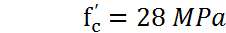 f′c = 28 MPa